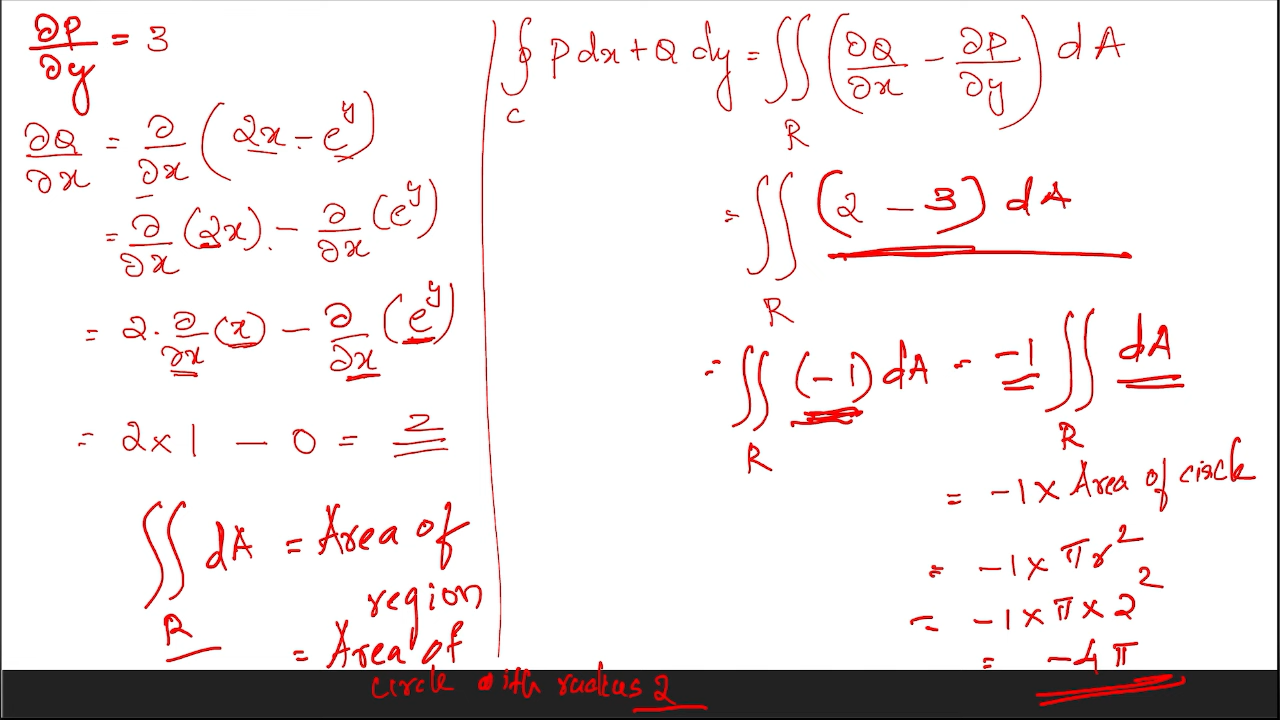 ∂P/∂y = 3
∂Q/∂x = ∂/∂x (2x - e^y)
= ∂/∂x (2x) - ∂/∂x (e^y)
= 2 · ∂/∂x (x) - ∂/∂x (e^y)
= 2×1 - 0 = 2
∬_R dA = Area of
region
= Area of
circle with radius 2
∮_C P dx + Q dy = ∬_R (∂Q/∂x - ∂P/∂y) dA
= ∬_R (2 - 3) dA
= ∬_R (-1) dA = -1 ∬_R dA
= -1 × Area of circle
= -1 × πr²
= -1 × π × 2²
= -4π